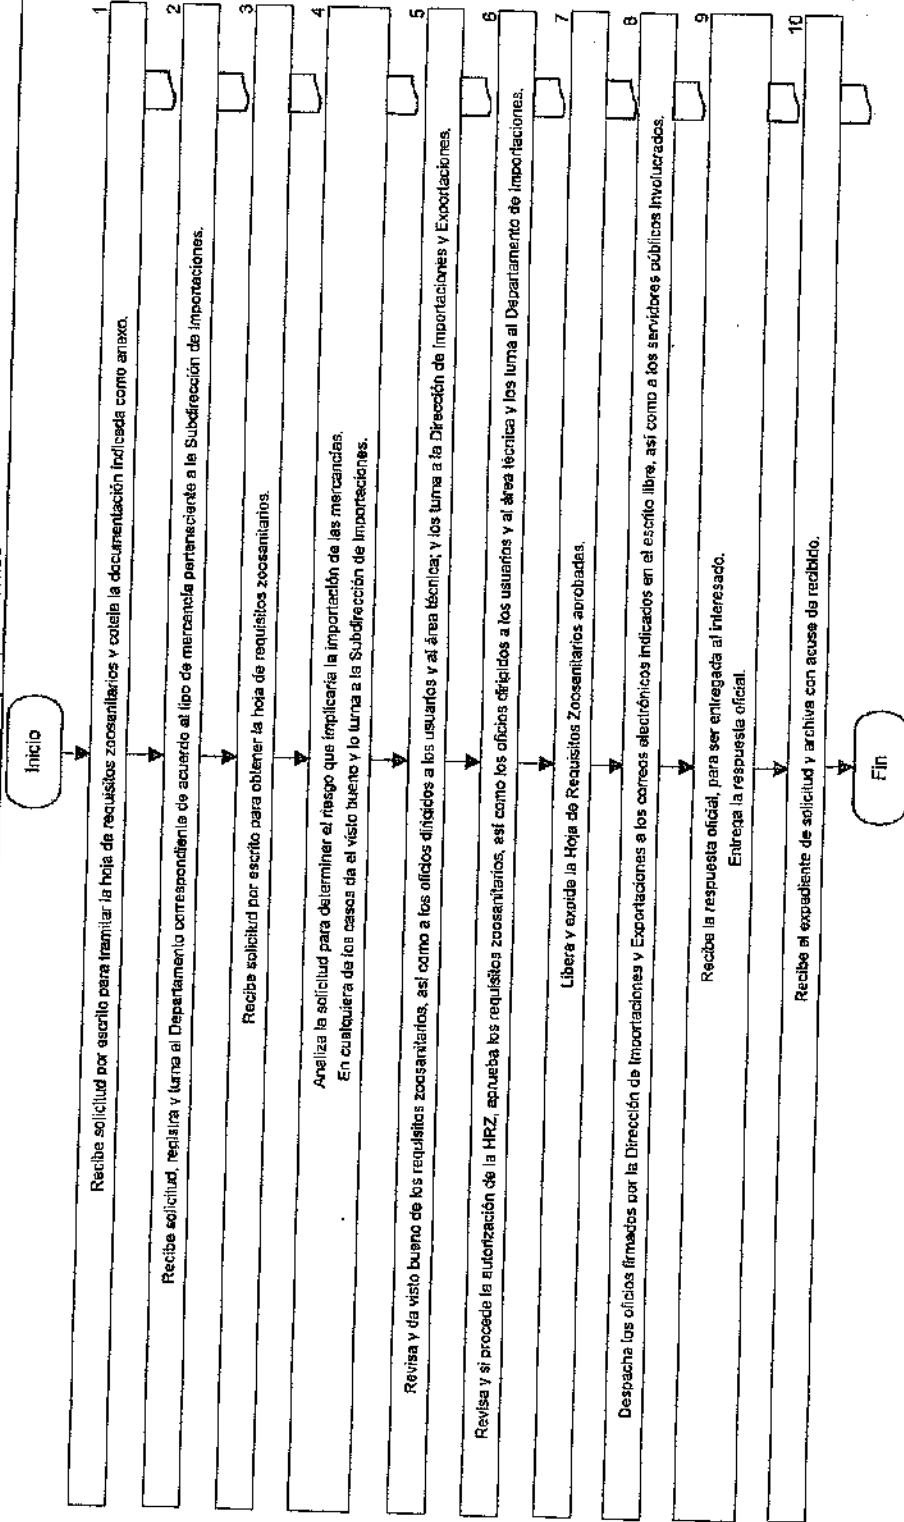 Inicio
1
Recibe solicitud por escrito para tramitar la hoja de requisitos zoosanitarios y coteja la documentación indicada como anexo.
2
Recibe solicitud, registra y turna al Departamento correspondiente de acuerdo al tipo de mercancía perteneciente a la Subdirección de Importaciones.
3
Recibe solicitud por escrito para obtener la hoja de requisitos zoosanitarios.
4
Analiza la solicitud para determinar el riesgo que implicaría la importación de las mercancías.
En cualquiera de los casos da el visto bueno y lo turna a la Subdirección de Importaciones.
5
Revisa y da visto bueno de los requisitos zoosanitarios, así como a los oficios dirigidos a los usuarios y al área técnica; y los turna a la Dirección de Importaciones y Exportaciones.
6
Revisa y si procede la autorización de la HRZ, aprueba los requisitos zoosanitarios, así como los oficios dirigidos a los usuarios y al área técnica y los turna al Departamento de Importaciones.
7
Libera y expide la Hoja de Requisitos Zoosanitarios aprobadas.
8
Despacha los oficios firmados por la Dirección de Importaciones y Exportaciones a los correos electrónicos indicados en el escrito libre, así como a los servidores públicos involucrados.
9
Recibe la respuesta oficial, para ser entregada al interesado.
Entrega la respuesta oficial.
10
Recibe el expediente de solicitud y archiva con acuse de recibido.
Fin